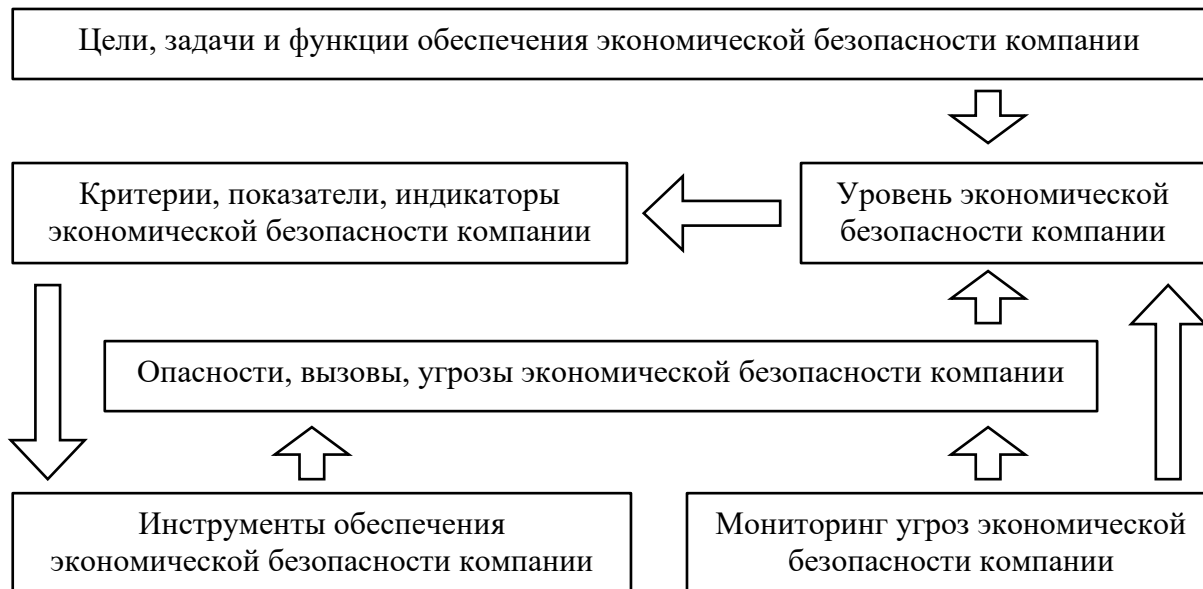 Цели, задачи и функции обеспечения экономической безопасности компании
Критерии, показатели, индикаторы
экономической безопасности компании
Уровень экономической
безопасности компании
Опасности, вызовы, угрозы экономической безопасности компании
Инструменты обеспечения
экономической безопасности компании
Мониторинг угроз экономической
безопасности компании